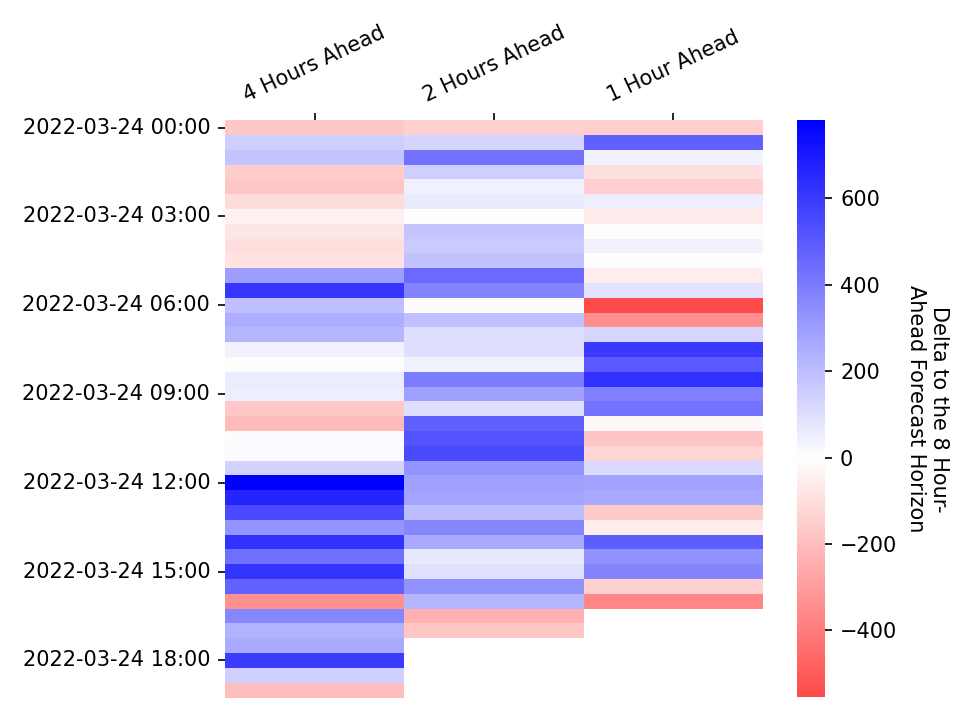 4 Hours Ahead
2 Hours Ahead
1 Hour Ahead
2022-03-24 00:00
2022-03-24 03:00
2022-03-24 06:00
2022-03-24 09:00
2022-03-24 12:00
2022-03-24 15:00
2022-03-24 18:00
600
400
200
0
−200
−400
Delta to the 8 Hour-
Ahead Forecast Horizon